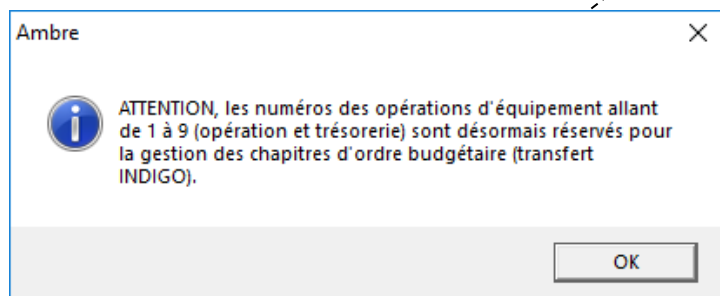 Ambre
ATTENTION, les numéros des opérations d'équipement allant
de 1 à 9 (opération et trésorerie) sont désormais réservés pour
la gestion des chapitres d'ordre budgétaire (transfert
INDIGO).
OK